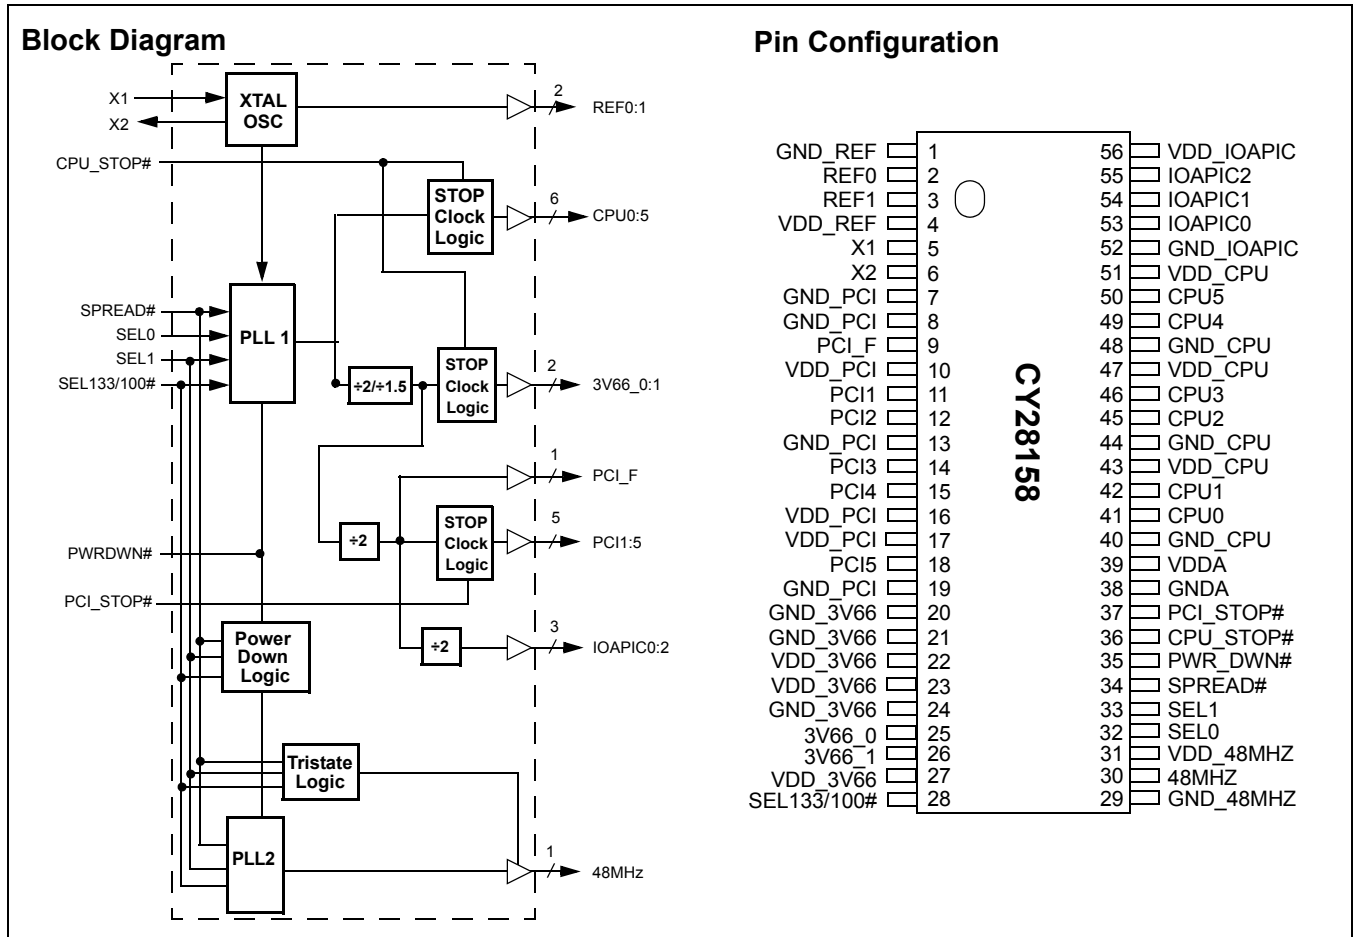 Block Diagram
X1
X2
XTAL
OSC
2
REF0:1
CPU_STOP#
STOP
Clock
Logic
6
CPU0:5
SPREAD#
SEL0
SEL1
SEL133/100#
PLL 1
÷2/÷1.5
STOP
Clock
Logic
2
3V66_0:1
1
PCI_F
÷2
STOP
Clock
Logic
5
PCI1:5
PWRDWN#
PCI_STOP#
Power
Down
Logic
÷2
3
IOAPIC0:2
Tristate
Logic
PLL2
1
48MHz
Pin Configuration
CY28158
GND_REF 1
REF0 2
REF1 3
VDD_REF 4
X1 5
X2 6
GND_PCI 7
GND_PCI 8
PCI_F 9
VDD_PCI 10
PCI1 11
PCI2 12
GND_PCI 13
PCI3 14
PCI4 15
VDD_PCI 16
VDD_PCI 17
PCI5 18
GND_PCI 19
GND_3V66 20
GND_3V66 21
VDD_3V66 22
VDD_3V66 23
GND_3V66 24
3V66_0 25
3V66_1 26
VDD_3V66 27
SEL133/100# 28
56 VDD_IOAPIC
55 IOAPIC2
54 IOAPIC1
53 IOAPIC0
52 GND_IOAPIC
51 VDD_CPU
50 CPU5
49 CPU4
48 GND_CPU
47 VDD_CPU
46 CPU3
45 CPU2
44 GND_CPU
43 VDD_CPU
42 CPU1
41 CPU0
40 GND_CPU
39 VDDA
38 GNDA
37 PCI_STOP#
36 CPU_STOP#
35 PWR_DWN#
34 SPREAD#
33 SEL1
32 SEL0
31 VDD_48MHZ
30 48MHZ
29 GND_48MHZ